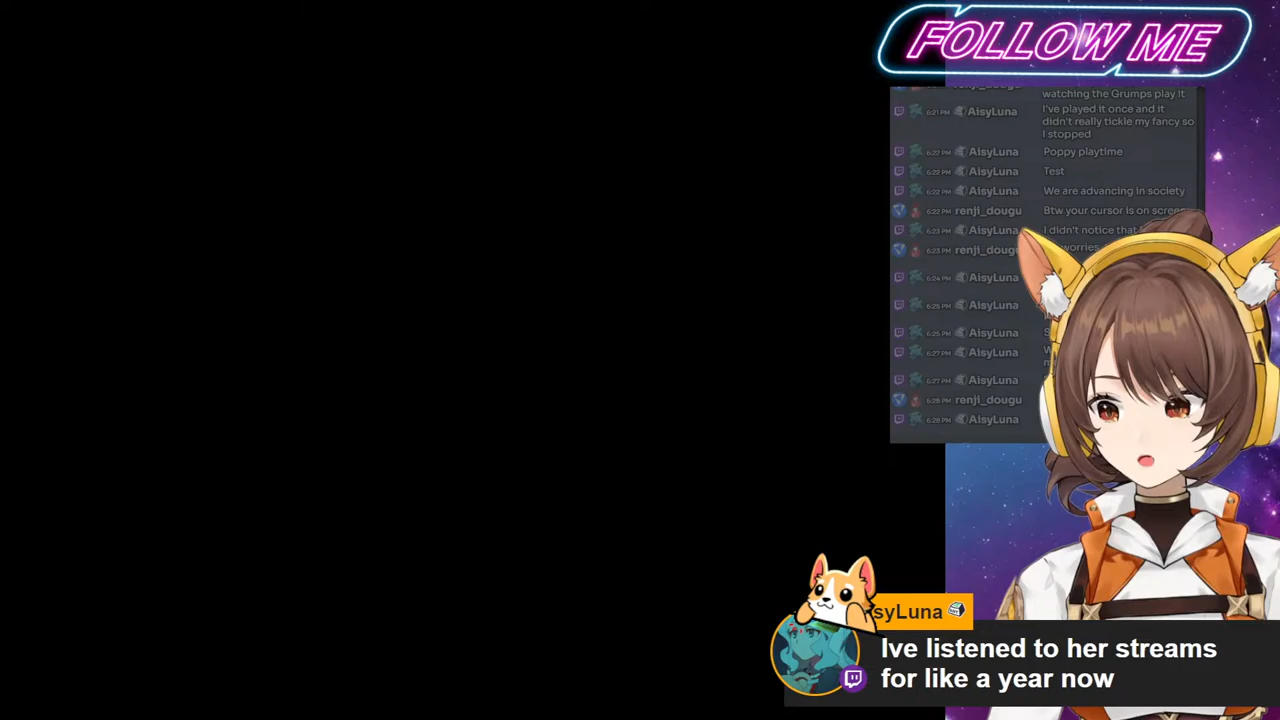 FOLLOW ME
watching the Grumps play it
6:21 PM AisyLuna I've played it once and it
didn't really tickle my fancy so
I stopped
6:22 PM AisyLuna Poppy playtime
6:22 PM AisyLuna Test
6:22 PM AisyLuna We are advancing in society
6:22 PM renji_dougu Btw your cursor is on screen
6:23 PM AisyLuna I didn't notice that
6:23 PM renji_dougu worries
6:24 PM AisyLuna
6:25 PM AisyLuna
6:25 PM AisyLuna
6:27 PM AisyLuna
6:27 PM AisyLuna
6:28 PM renji_dougu
6:28 PM AisyLuna
syLuna
Ive listened to her streams
for like a year now